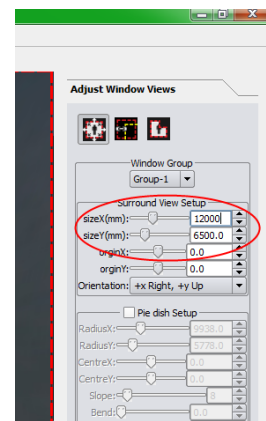 Adjust Window Views
Window Group
Group-1
Surround View Setup
sizeX(mm): 12000
sizeY(mm): 6500.0
orginX: 0.0
orginY: 0.0
Orientation: +x Right, +y Up
Pie dish Setup
RadiusX: 9938.0
RadiusY: 5778.0
CentreX: 0.0
CentreY: 0.0
Slope: 8
Bend: 0.0